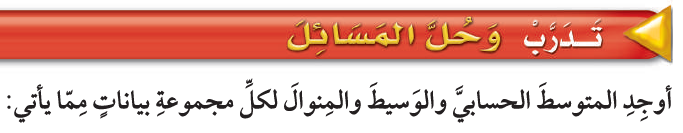 تَـدَرَّبْ وَحُلَّ المَسَائِلَ
أوجِدِ المتوسطَ الحسابيَّ والوَسيطَ والمِنوالَ لكلِّ مجموعةِ بياناتٍ مِمّا يأتي: